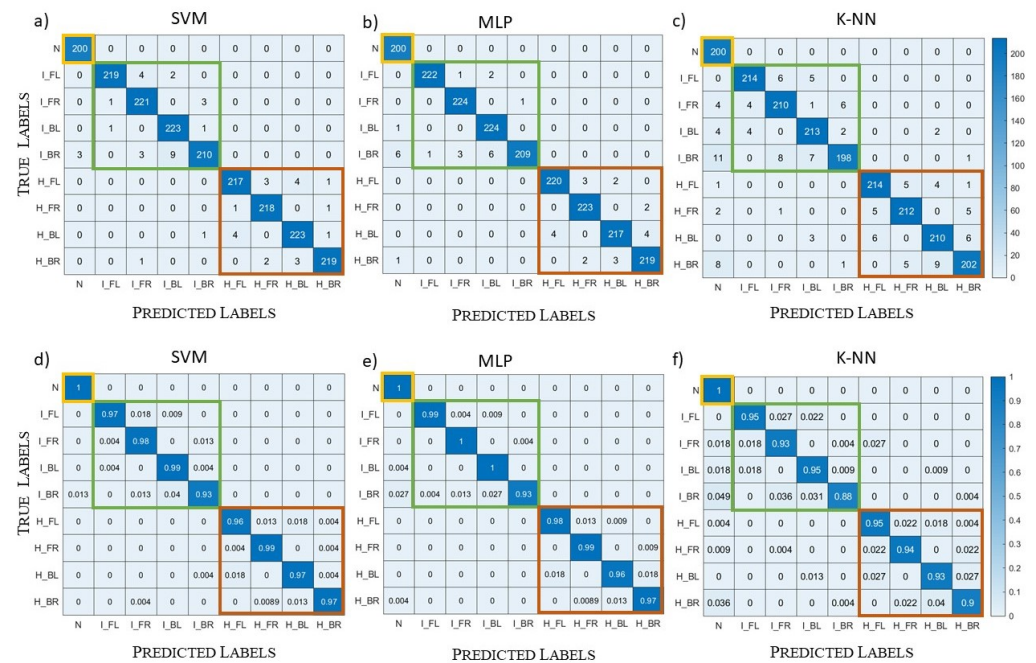 a) SVM
b) MLP
c) K-NN
TRUE LABELS
N 200 0 0 0 0 0 0 0 0
I_FL 0 219 4 2 0 0 0 0 0
I_FR 0 1 221 0 3 0 0 0 0
I_BL 0 1 0 223 1 0 0 0 0
I_BR 3 0 3 9 210 0 0 0 0
H_FL 0 0 0 0 0 217 3 4 1
H_FR 0 0 0 0 0 1 218 0 1
H_BL 0 0 0 0 1 4 0 223 1
H_BR 0 0 1 0 0 0 2 3 219
N I_FL I_FR I_BL I_BR H_FL H_FR H_BL H_BR
PREDICTED LABELS
N 200 0 0 0 0 0 0 0 0
I_FL 0 222 1 2 0 0 0 0 0
I_FR 0 0 224 0 1 0 0 0 0
I_BL 1 0 0 224 0 0 0 0 0
I_BR 6 1 3 6 209 0 0 0 0
H_FL 0 0 0 0 0 220 3 2 0
H_FR 0 0 0 0 0 0 223 0 2
H_BL 0 0 0 0 0 4 0 217 4
H_BR 1 0 0 0 0 0 2 3 219
N I_FL I_FR I_BL I_BR H_FL H_FR H_BL H_BR
PREDICTED LABELS
N 200 0 0 0 0 0 0 0 0
I_FL 0 214 6 5 0 0 0 0 0
I_FR 4 4 210 1 6 0 0 0 0
I_BL 4 4 0 213 2 0 0 2 0
I_BR 11 0 8 7 198 0 0 0 1
H_FL 1 0 0 0 0 214 5 4 1
H_FR 2 0 1 0 0 5 212 0 5
H_BL 0 0 0 3 0 6 0 210 6
H_BR 8 0 0 0 1 0 5 9 202
N I_FL I_FR I_BL I_BR H_FL H_FR H_BL H_BR
PREDICTED LABELS
200
180
160
140
120
100
80
60
40
20
0
d) SVM
e) MLP
f) K-NN
TRUE LABELS
N 1 0 0 0 0 0 0 0 0
I_FL 0 0.97 0.018 0.009 0 0 0 0 0
I_FR 0 0.004 0.98 0 0.013 0 0 0 0
I_BL 0 0.004 0 0.99 0.004 0 0 0 0
I_BR 0.013 0 0.013 0.04 0.93 0 0 0 0
H_FL 0 0 0 0 0 0.96 0.013 0.018 0.004
H_FR 0 0 0 0 0 0.004 0.99 0 0.004
H_BL 0 0 0 0 0.004 0.018 0 0.97 0.004
H_BR 0 0 0.004 0 0 0 0.0089 0.013 0.97
N I_FL I_FR I_BL I_BR H_FL H_FR H_BL H_BR
PREDICTED LABELS
N 1 0 0 0 0 0 0 0 0
I_FL 0 0.99 0.004 0.009 0 0 0 0 0
I_FR 0 0 1 0 0.004 0 0 0 0
I_BL 0.004 0 0 1 0 0 0 0 0
I_BR 0.027 0.004 0.013 0.027 0.93 0 0 0 0
H_FL 0 0 0 0 0 0.98 0.013 0.009 0
H_FR 0 0 0 0 0 0 0.99 0 0.009
H_BL 0 0 0 0 0 0.018 0 0.96 0.018
H_BR 0.004 0 0 0 0 0 0.0089 0.013 0.97
N I_FL I_FR I_BL I_BR H_FL H_FR H_BL H_BR
PREDICTED LABELS
N 1 0 0 0 0 0 0 0 0
I_FL 0 0.95 0.027 0.022 0 0 0 0 0
I_FR 0.018 0.018 0.93 0 0.004 0.027 0 0 0
I_BL 0.018 0.018 0 0.95 0.009 0 0 0.009 0
I_BR 0.049 0 0.036 0.031 0.88 0 0 0 0.004
H_FL 0.004 0 0 0 0 0.95 0.022 0.018 0.004
H_FR 0.009 0 0.004 0 0 0.022 0.94 0 0.022
H_BL 0 0 0 0.013 0 0.027 0 0.93 0.027
H_BR 0.036 0 0 0 0.004 0 0.022 0.04 0.9
N I_FL I_FR I_BL I_BR H_FL H_FR H_BL H_BR
PREDICTED LABELS
1
0.9
0.8
0.7
0.6
0.5
0.4
0.3
0.2
0.1
0